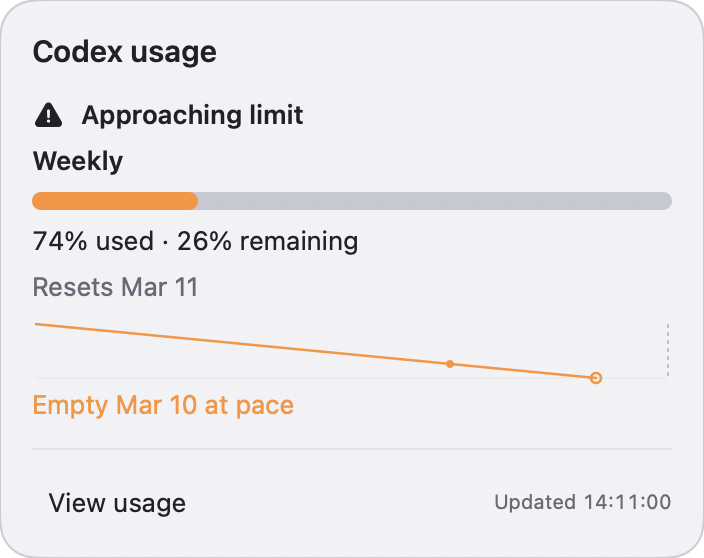 Codex usage
Approaching limit
Weekly
74% used · 26% remaining
Resets Mar 11
Empty Mar 10 at pace
View usage
Updated 14:11:00